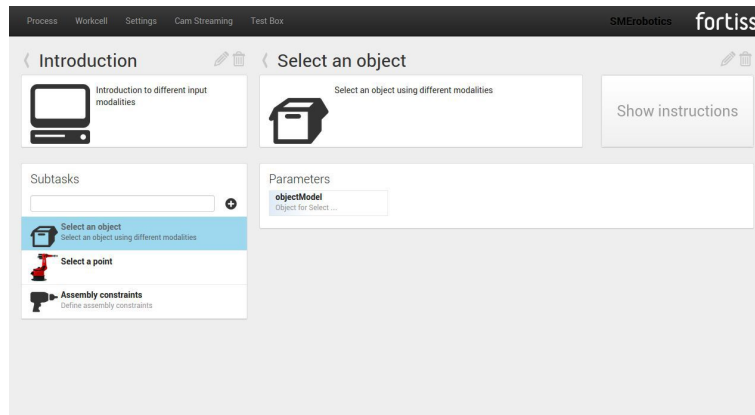 Process Workcell Settings Cam Streaming Test Box SMErobotics fortiss
Introduction
Introduction to different input
modalities
Subtasks
Select an object
Select an object using different modalities
Select a point
Assembly constraints
Define assembly constraints
Select an object
Select an object using different modalities
Show instructions
Parameters
objectModel
Object for Select ...